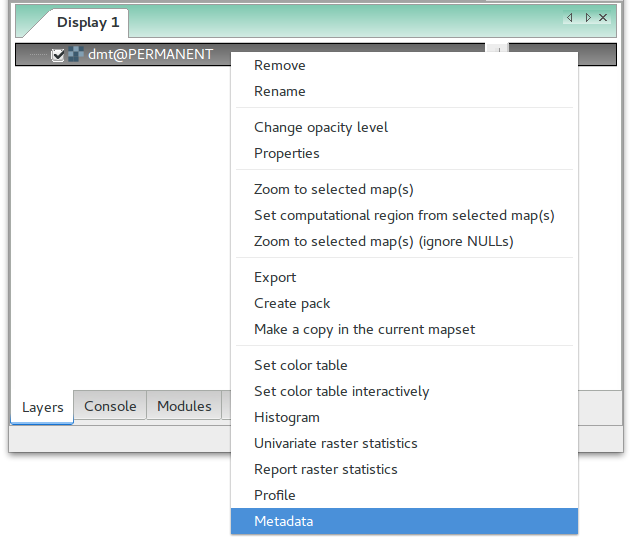 Display 1
dmt@PERMANENT
Remove
Rename
Change opacity level
Properties
Zoom to selected map(s)
Set computational region from selected map(s)
Zoom to selected map(s) (ignore NULLs)
Export
Create pack
Make a copy in the current mapset
Set color table
Set color table interactively
Histogram
Univariate raster statistics
Report raster statistics
Profile
Metadata
Layers Console Modules